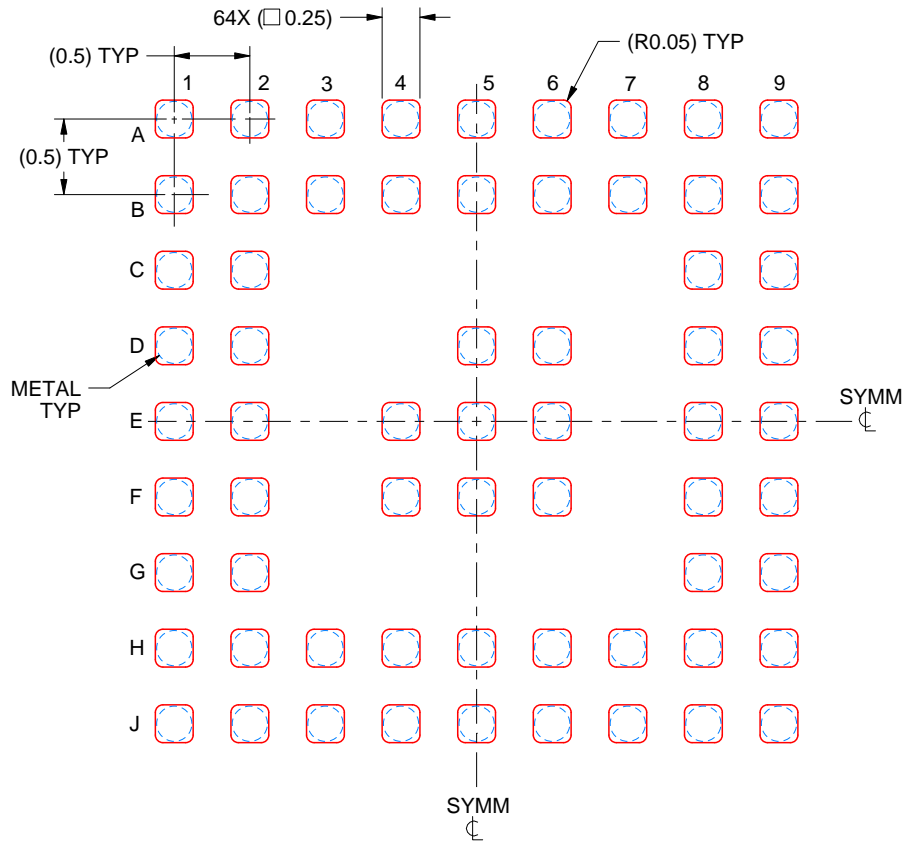 64X (□ 0.25)
(0.5) TYP
(R0.05) TYP
1 2 3 4 5 6 7 8 9
A
(0.5) TYP
B
C
D
METAL
TYP
E
SYMM
℄
F
G
H
J
SYMM
℄